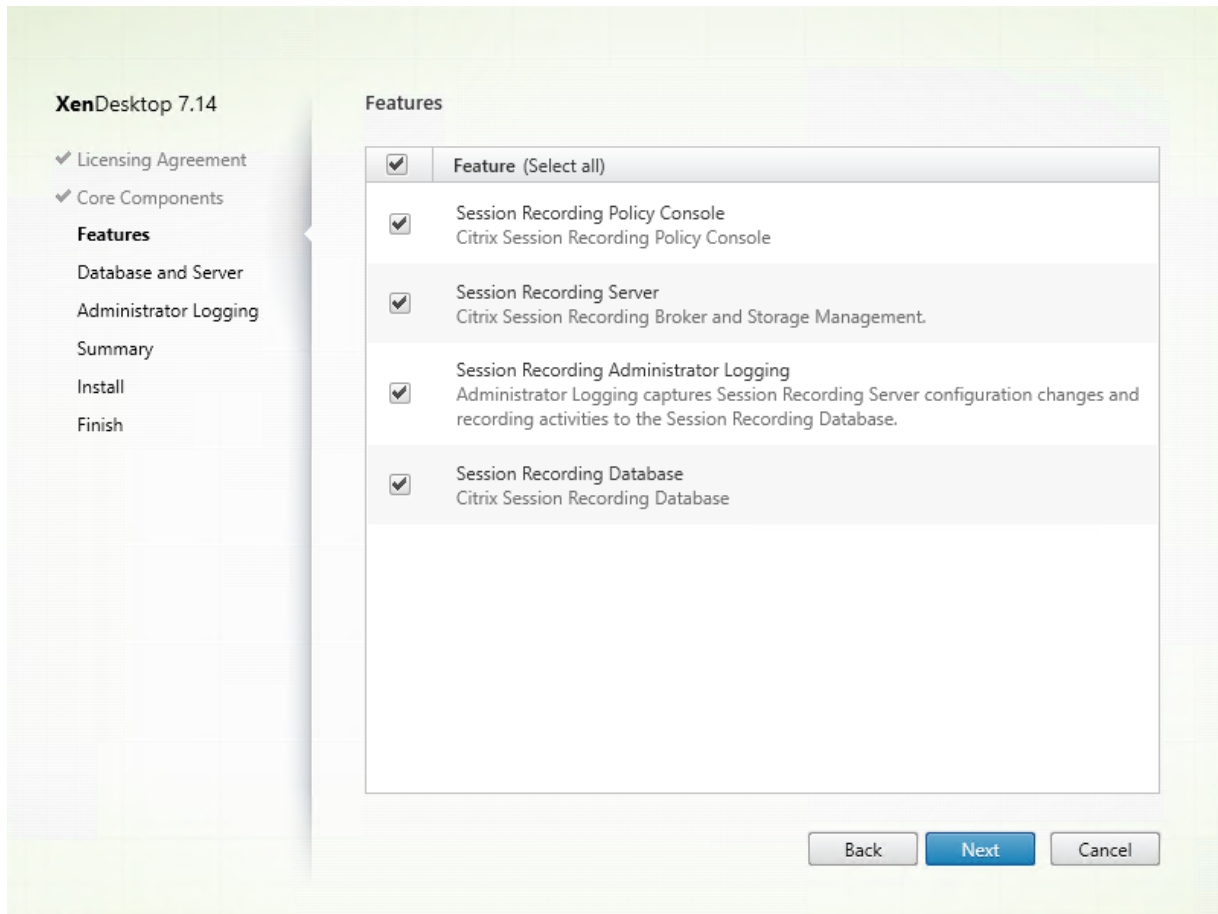 XenDesktop 7.14
Licensing Agreement
Core Components
Features
Database and Server
Administrator Logging
Summary
Install
Finish
Features
Feature (Select all)
Session Recording Policy Console
Citrix Session Recording Policy Console
Session Recording Server
Citrix Session Recording Broker and Storage Management.
Session Recording Administrator Logging
Administrator Logging captures Session Recording Server configuration changes and
recording activities to the Session Recording Database.
Session Recording Database
Citrix Session Recording Database
Back
Next
Cancel